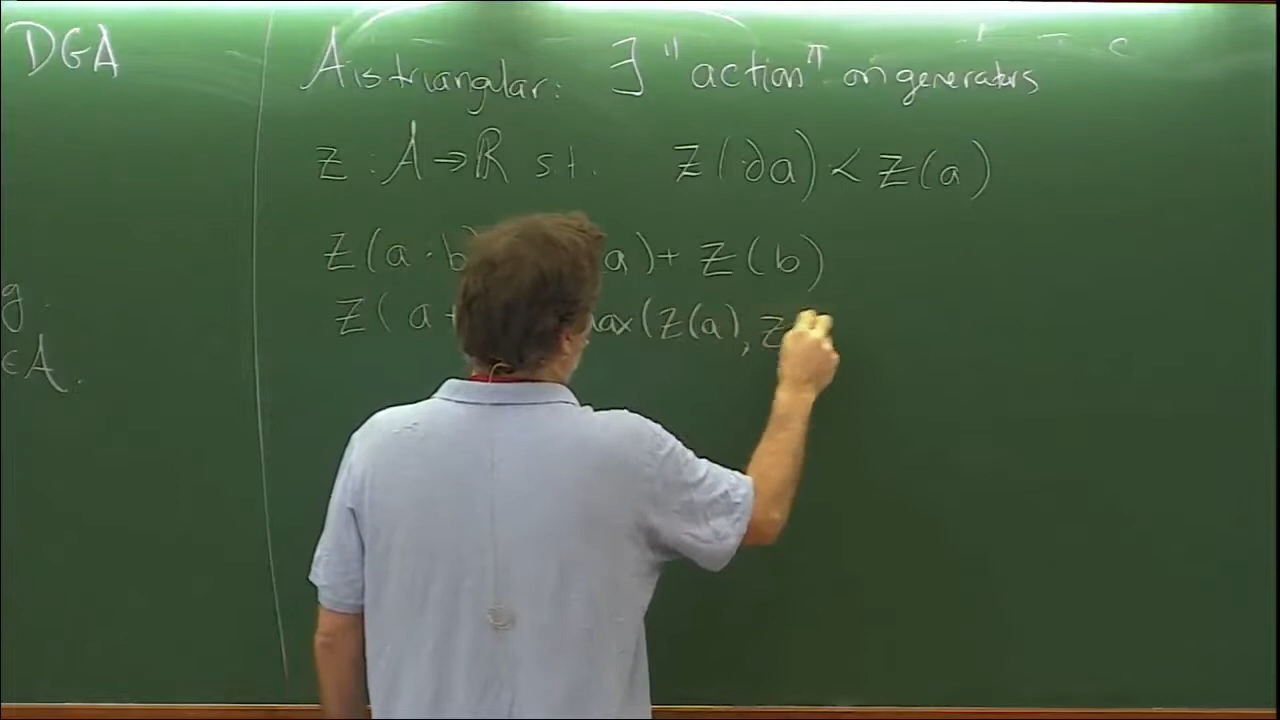 DGA
g.
∈ A.
A is triangular: ∃ "action" on generators
z : A → ℝ s.t. z(∂a) < z(a)
z(a · b) a) + z(b)
z(a + ax(z(a), z